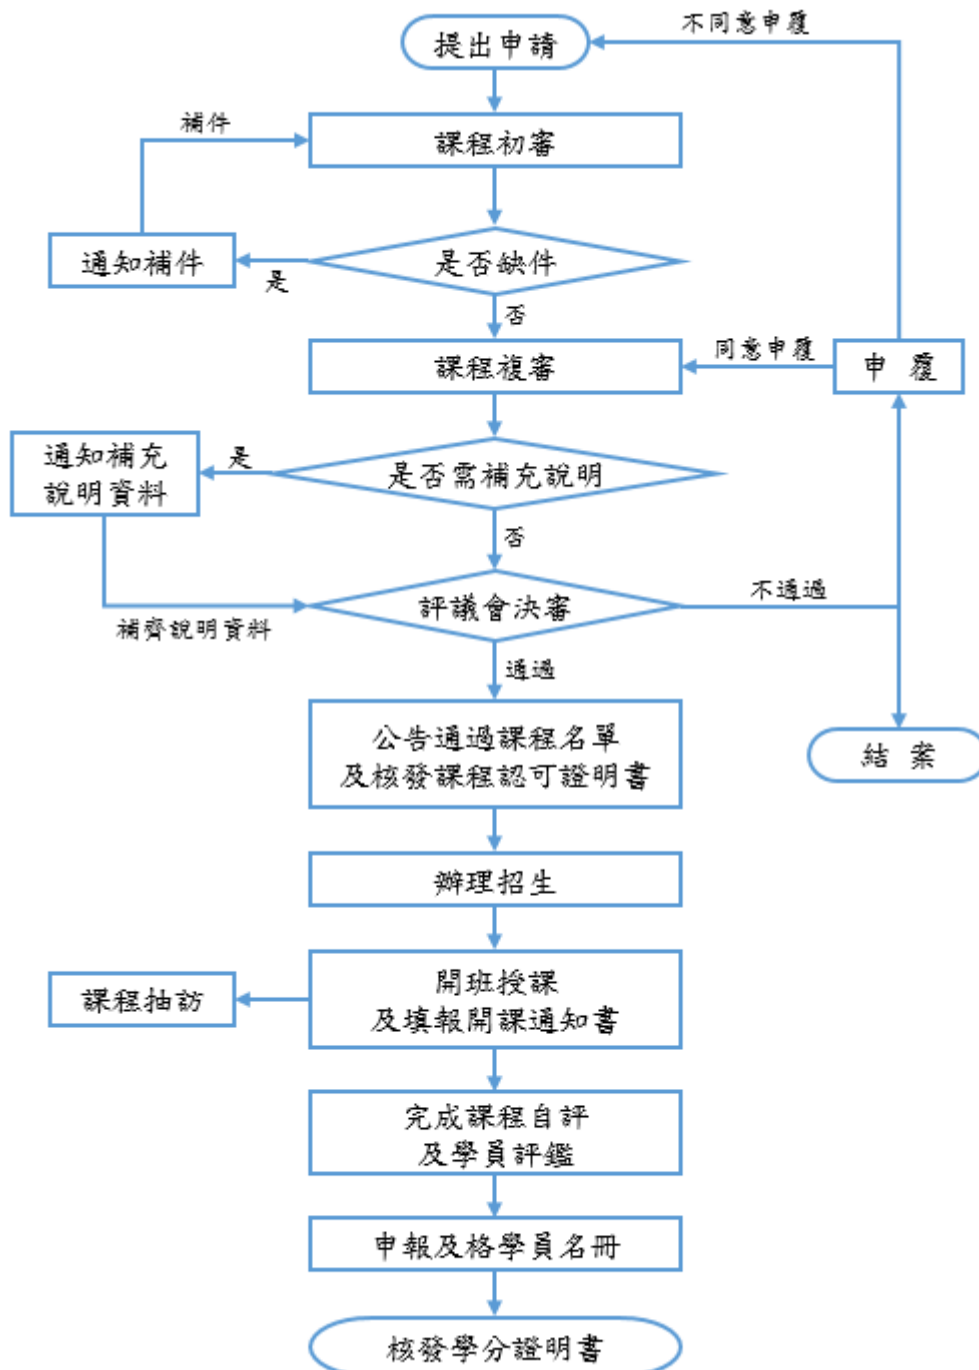 提出申請
不同意申覆
補件
課程初審
通知補件
是
是否缺件
否
課程複審
同意申覆
申 覆
通知補充
說明資料
是
是否需補充說明
否
評議會決審
不通過
補齊說明資料
通過
公告通過課程名單
及核發課程認可證明書
結 案
辦理招生
課程抽訪
開班授課
及填報開課通知書
完成課程自評
及學員評鑑
申報及格學員名冊
核發學分證明書